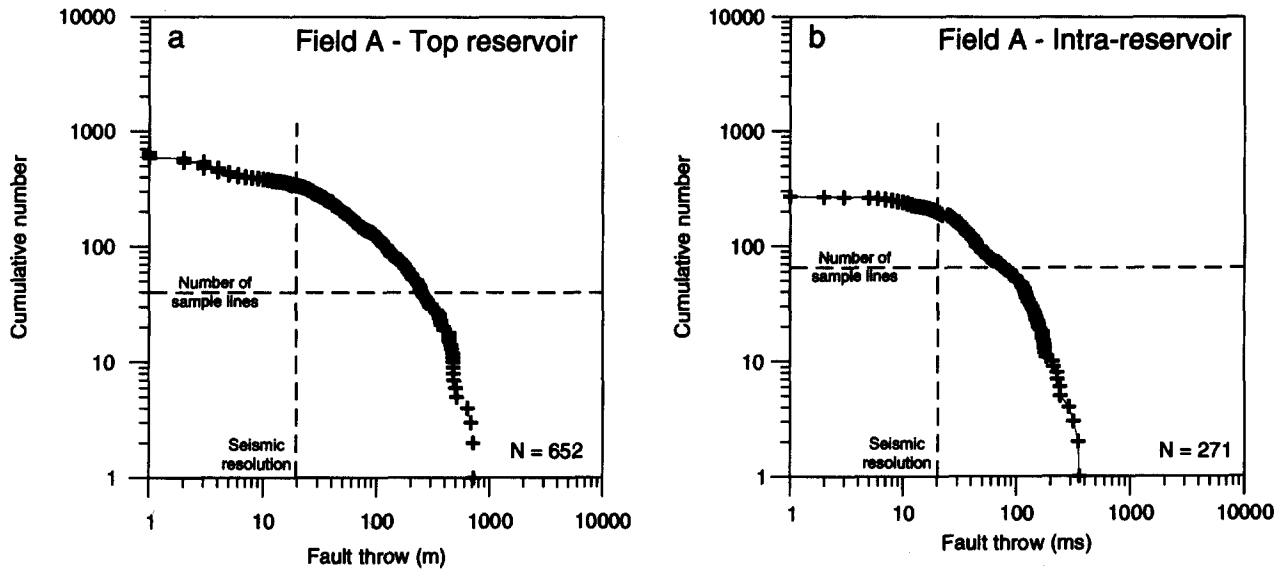 a
Field A - Top reservoir
10000
1000
100
10
1
Cumulative number
Number of
sample lines
Seismic
resolution
N = 652
1
10
100
1000
10000
Fault throw (m)
b
Field A - Intra-reservoir
10000
1000
100
10
1
Cumulative number
Number of
sample lines
Seismic
resolution
N = 271
1
10
100
1000
10000
Fault throw (ms)